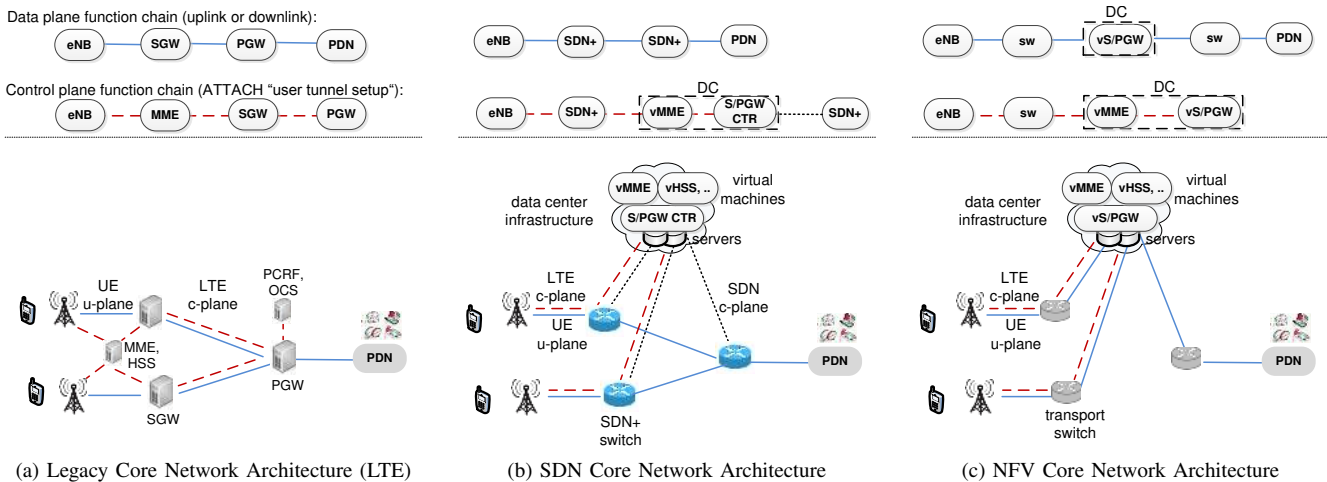 Data plane function chain (uplink or downlink):
eNB SGW PGW PDN
Control plane function chain (ATTACH “user tunnel setup“):
eNB MME SGW PGW
UE
u-plane
LTE
c-plane
PCRF,
OCS
MME,
HSS
PDN
PGW
SGW
(a) Legacy Core Network Architecture (LTE)
eNB SDN+ SDN+ PDN
DC
eNB SDN+ vMME S/PGW
CTR
SDN+
vMME vHSS, ..
virtual
machines
data center
infrastructure
S/PGW CTR
servers
LTE
c-plane
UE
u-plane
SDN
c-plane
PDN
SDN+
switch
(b) SDN Core Network Architecture
DC
eNB sw vS/PGW sw PDN
DC
eNB sw vMME vS/PGW
vMME vHSS, ..
virtual
machines
data center
infrastructure
vS/PGW
servers
LTE
c-plane
UE
u-plane
PDN
transport
switch
(c) NFV Core Network Architecture